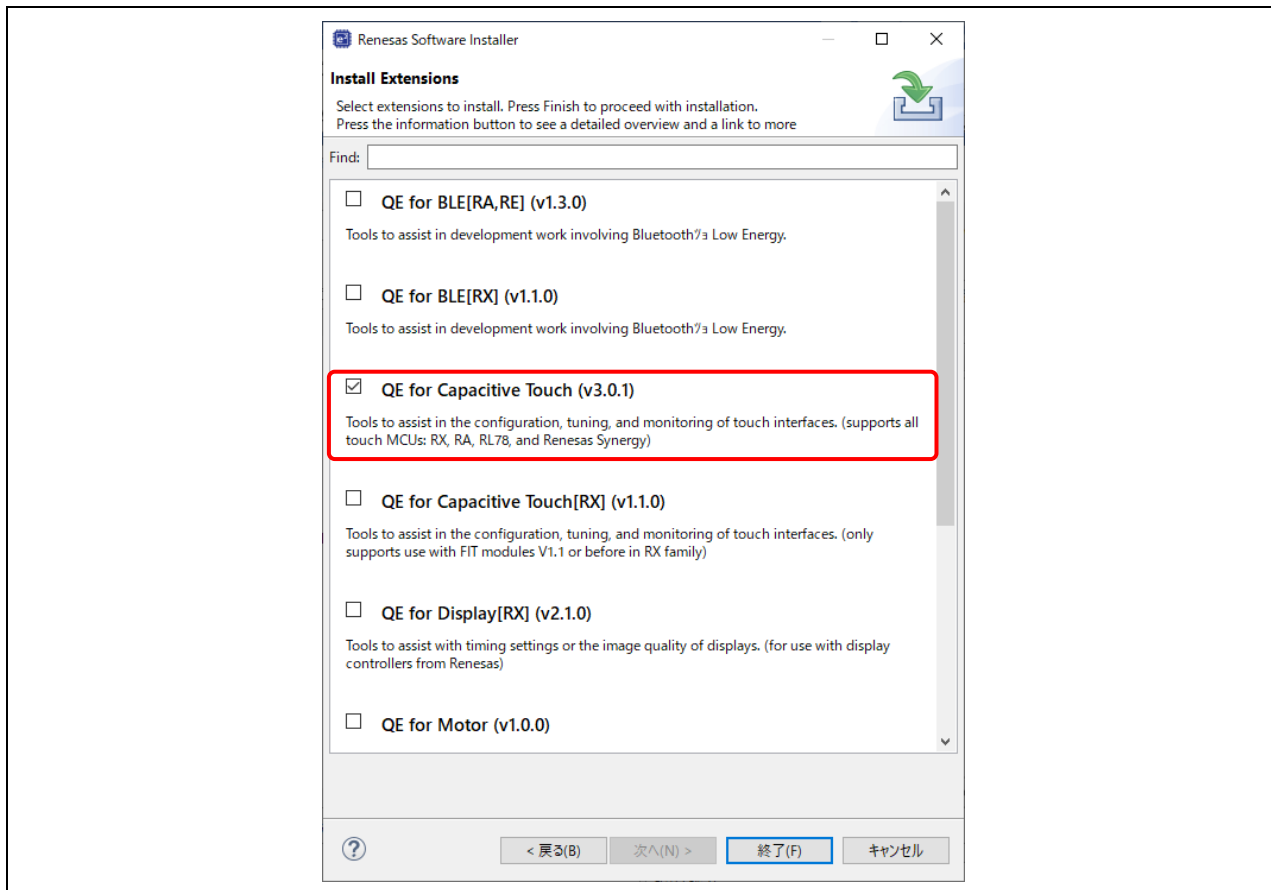 Renesas Software Installer
Install Extensions
Select extensions to install. Press Finish to proceed with installation.
Press the information button to see a detailed overview and a link to more
Find:
QE for BLE[RA,RE] (v1.3.0)
Tools to assist in development work involving Bluetoothﾂｮ Low Energy.
QE for BLE[RX] (v1.1.0)
Tools to assist in development work involving Bluetoothﾂｮ Low Energy.
QE for Capacitive Touch (v3.0.1)
Tools to assist in the configuration, tuning, and monitoring of touch interfaces. (supports all
touch MCUs: RX, RA, RL78, and Renesas Synergy)
QE for Capacitive Touch[RX] (v1.1.0)
Tools to assist in the configuration, tuning, and monitoring of touch interfaces. (only
supports use with FIT modules V1.1 or before in RX family)
QE for Display[RX] (v2.1.0)
Tools to assist with timing settings or the image quality of displays. (for use with display
controllers from Renesas)
QE for Motor (v1.0.0)
< 戻る(B) 次へ(N) > 終了(F) キャンセル